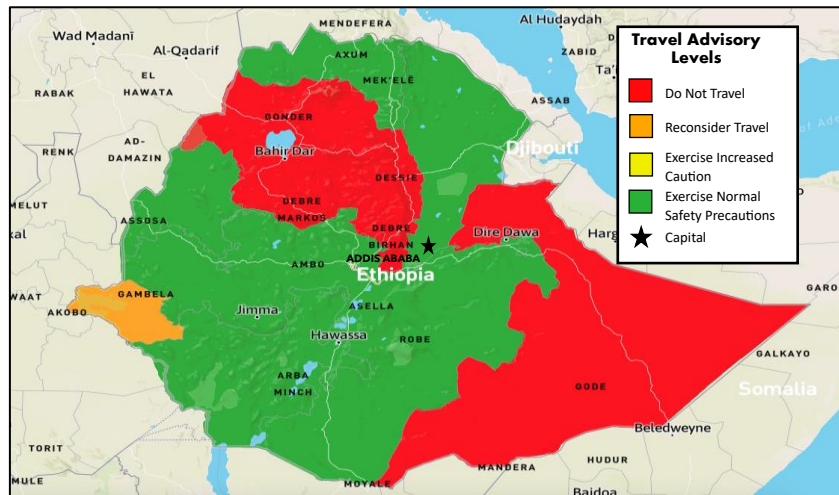 MENDEFERA
Al Hudaydah
Wad Madanī
Al-Qadarif
AXUM
ZABID
EL
HAWATA
MEK'ELĒ
RABAK
ASSAB
GONDER
AD-
DAMAZIN
RENK
Bahir Dar
Djibouti
DESSIE
MELUT
DEBRE
MARKOS
ASSOSA
DEBRE
BIRHAN
Dire Dawa
ADDIS ABABA
AMBO
Ethiopia
WAAT
GAMBELA
AKOBO
Jimma
ASELLA
GARO
Hawassa
ROBE
GALKAYO
ARBA
MINCH
GODE
Somalia
Beledweyne
TORIT
HUDUR
MULE
MANDERA
MOYALE
Baidoa
Travel Advisory
Levels
Do Not Travel
Reconsider Travel
Exercise Increased
Caution
Exercise Normal
Safety Precautions
Capital